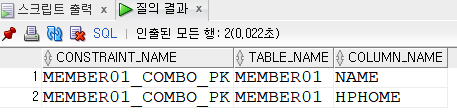 스크립트 출력 질의 결과
SQL 인출된 모든 행: 2(0,022초)
CONSTRAINT_NAME TABLE_NAME COLUMN_NAME
1 MEMBER01_COMBO_PK MEMBER01 NAME
2 MEMBER01_COMBO_PK MEMBER01 HPHOME